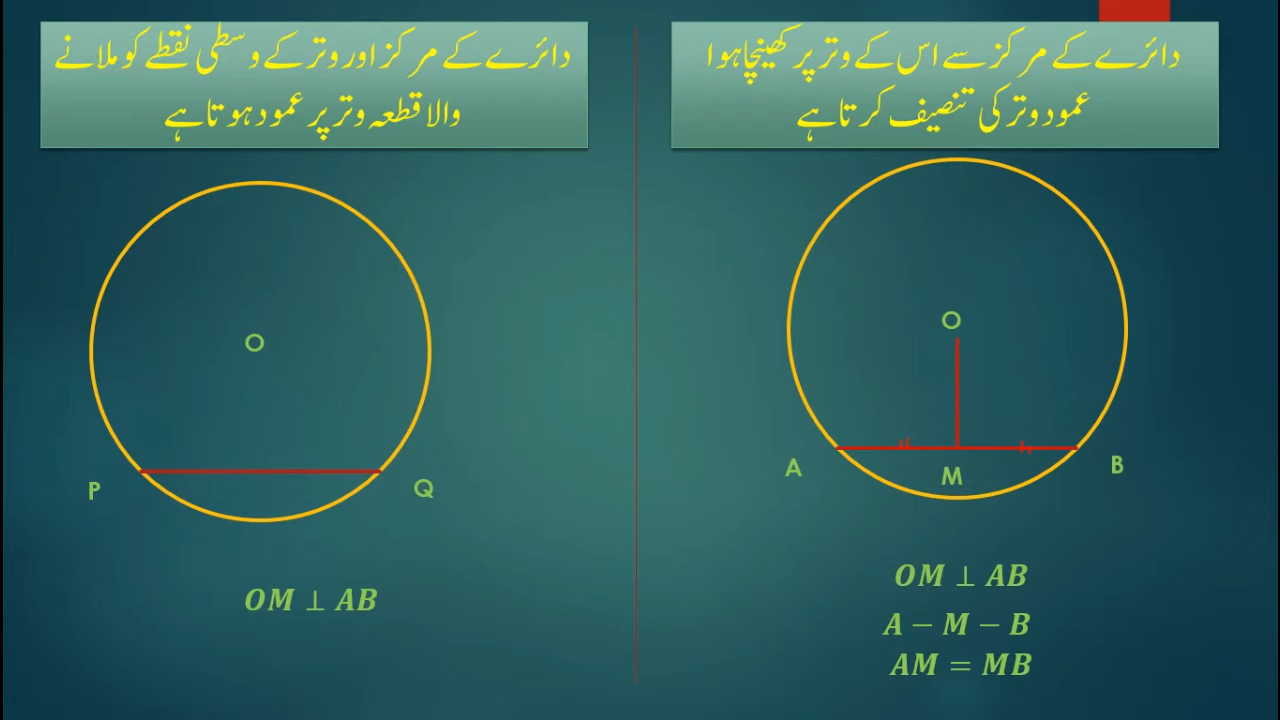 دائرے کے مرکز سے اس کے وتر پر کھینچا ہوا
عمود وتر کی تنصیف کرتا ہے
O
A
M
B
OM ⊥ AB
A − M − B
AM = MB
دائرے کے مرکز اور وتر کے وسطی نقطے کو ملانے
والا قطعہ وتر پر عمود ہوتا ہے
O
P
Q
OM ⊥ AB